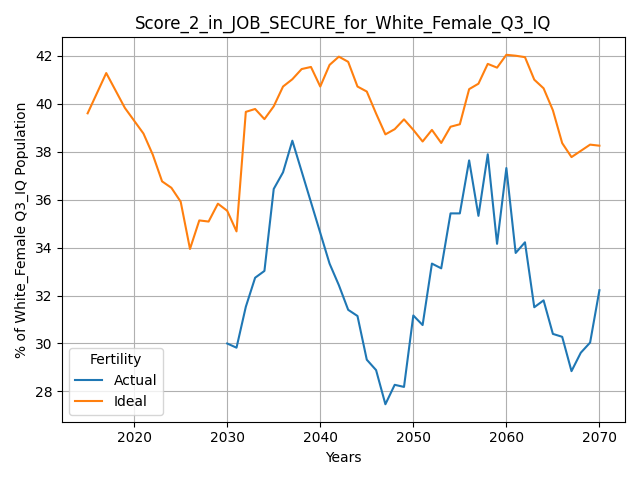 Score_2_in_JOB_SECURE_for_White_Female_Q3_IQ
% of White_Female Q3_IQ Population
42
40
38
36
34
32
30
28
Fertility
Actual
Ideal
2020 2030 2040 2050 2060 2070
Years